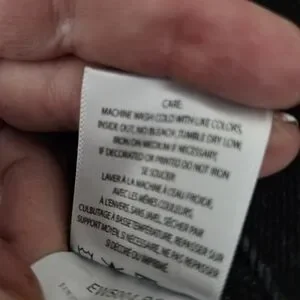 CARE:
MACHINE WASH COLD WITH LIKE COLORS,
INSIDE OUT, NO BLEACH, TUMBLE DRY LOW,
IRON ON MEDIUM IF NECESSARY,
IF DECORATED OR PRINTED DO NOT IRON
SE SOUCIER:
LAVER À LA MACHINE À L'EAU FROIDE,
AVEC LES MÊMES COULEURS,
À L'ENVERS, SANS JAVEL, SÉCHER PAR
CULBUTAGE À BASSE TEMPÉRATURE, REPASSER SUR
SUPPORT MOYEN, SI NÉCESSAIRE, NE PAS REPASSER
SI DÉCORÉ OU IMPRIMÉ.